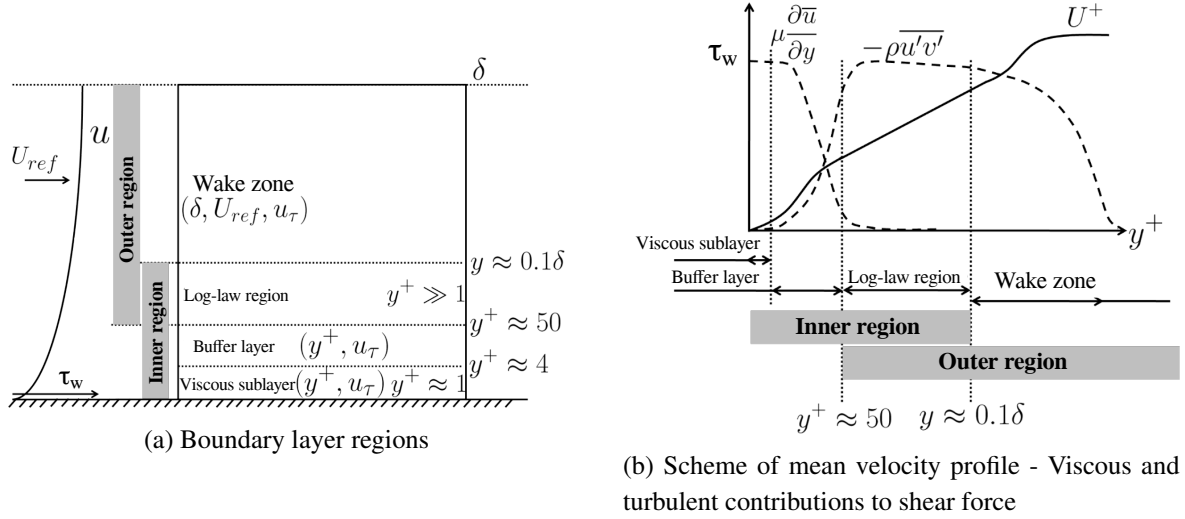 δ
u
U_ref
Outer region
Wake zone
(δ, U_ref, u_τ)
y ≈ 0.1δ
Log-law region
y⁺ ≫ 1
y⁺ ≈ 50
Inner region
Buffer layer
(y⁺, u_τ)
y⁺ ≈ 4
τ_w
Viscous sublayer
(y⁺, u_τ)
y⁺ ≈ 1
(a) Boundary layer regions
μ ∂u̅/∂y
−ρu̅'̅v̅'̅
U⁺
τ_w
y⁺
Viscous sublayer
Buffer layer
Log-law region
Wake zone
Inner region
Outer region
y⁺ ≈ 50
y ≈ 0.1δ
(b) Scheme of mean velocity profile - Viscous and
turbulent contributions to shear force